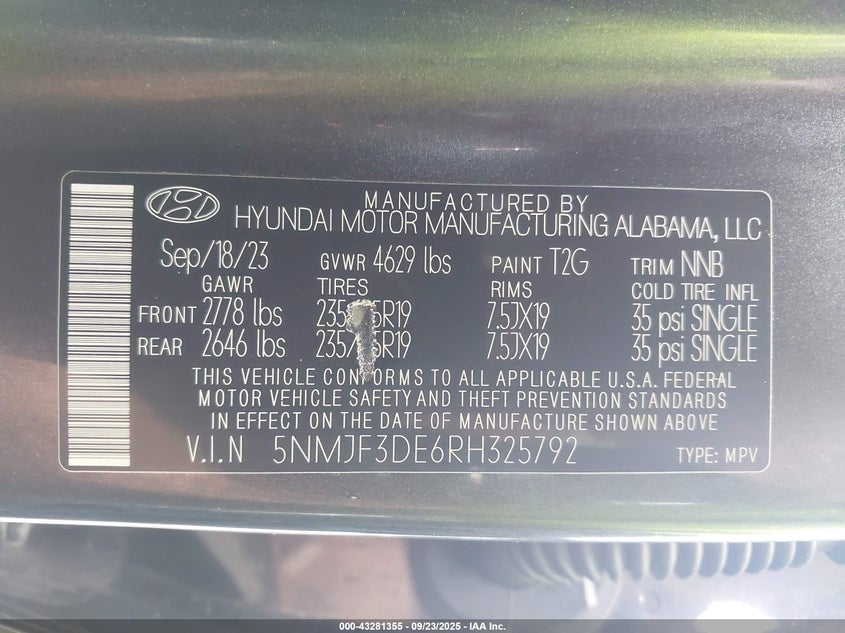 MANUFACTURED BY
HYUNDAI MOTOR MANUFACTURING ALABAMA, LLC
Sep/18/23 GVWR 4629 lbs PAINT T2G TRIM NNB
GAWR TIRES RIMS COLD TIRE INFL
FRONT 2778 lbs 7.5JX19 35 psi SINGLE
REAR 2646 lbs 7.5JX19 35 psi SINGLE
THIS VEHICLE CONFORMS TO ALL APPLICABLE U.S.A. FEDERAL
MOTOR VEHICLE SAFETY AND THEFT PREVENTION STANDARDS
IN EFFECT ON THE DATE OF MANUFACTURE SHOWN ABOVE
V.I.N 5NMJF3DE6RH325792 TYPE: MPV
000-43281355 - 09/23/2025 - IAA Inc.